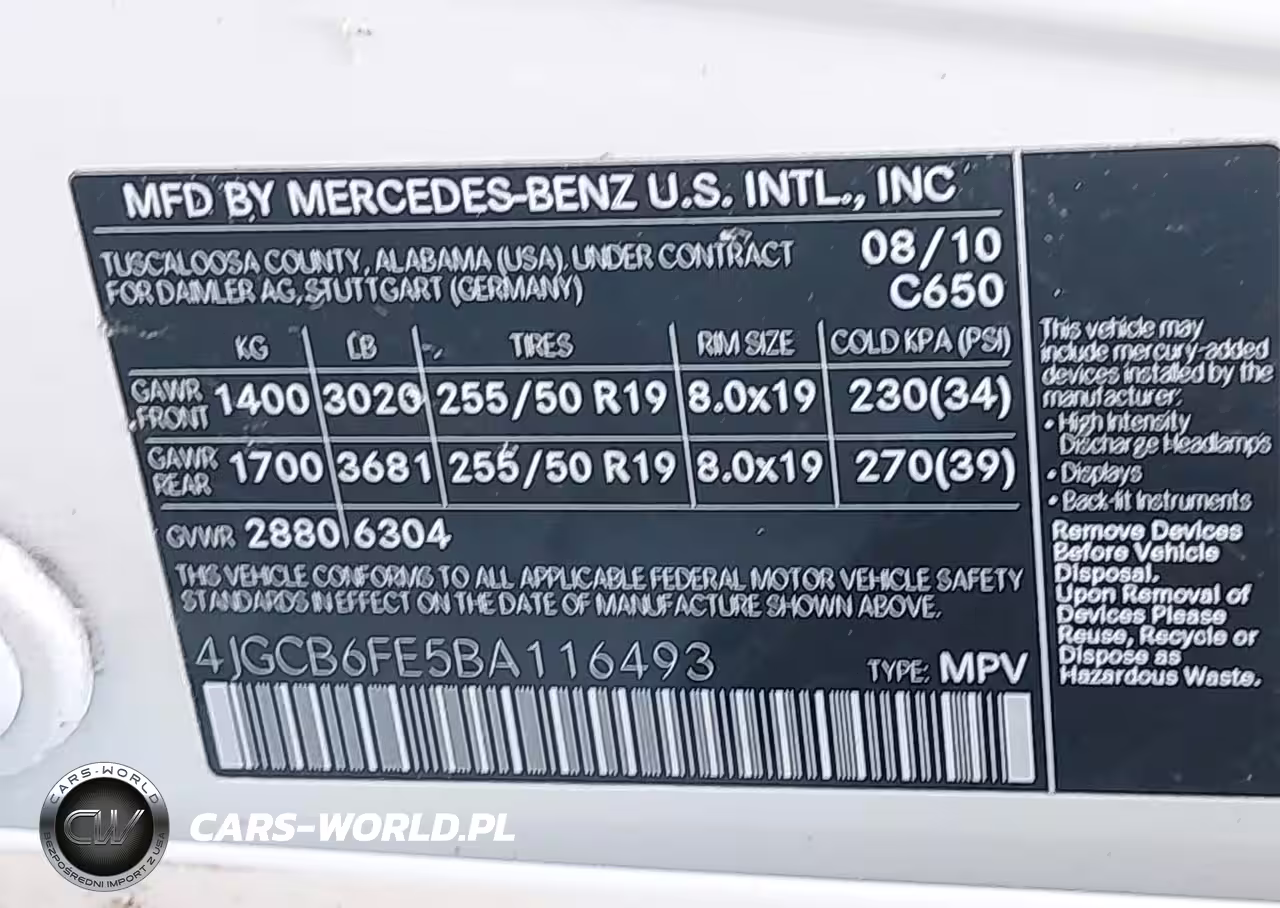 MFD BY MERCEDES-BENZ U.S. INTL., INC
TUSCALOOSA COUNTY, ALABAMA (USA), UNDER CONTRACT
FOR DAIMLER AG, STUTTGART (GERMANY)
08/10
C650
KG LB TIRES RIM SIZE COLD KPA (PSI)
GAWR FRONT 1400 3020 255/50 R19 8.0x19 230(34)
GAWR REAR 1700 3681 255/50 R19 8.0x19 270(39)
GVWR 2880 6304
THIS VEHICLE CONFORMS TO ALL APPLICABLE FEDERAL MOTOR VEHICLE SAFETY
STANDARDS IN EFFECT ON THE DATE OF MANUFACTURE SHOWN ABOVE.
4JGCB6FE5BA116493
TYPE: MPV
This vehicle may
include mercury-added
devices installed by the
manufacturer:
• High Intensity
Discharge Headlamps
• Displays
• Back-lit Instruments
Remove Devices
Before Vehicle
Disposal.
Upon Removal of
Devices Please
Reuse, Recycle or
Dispose as
Hazardous Waste.
CARS-WORLD
CW
BEZPOŚREDNI IMPORT Z USA
CARS-WORLD.PL